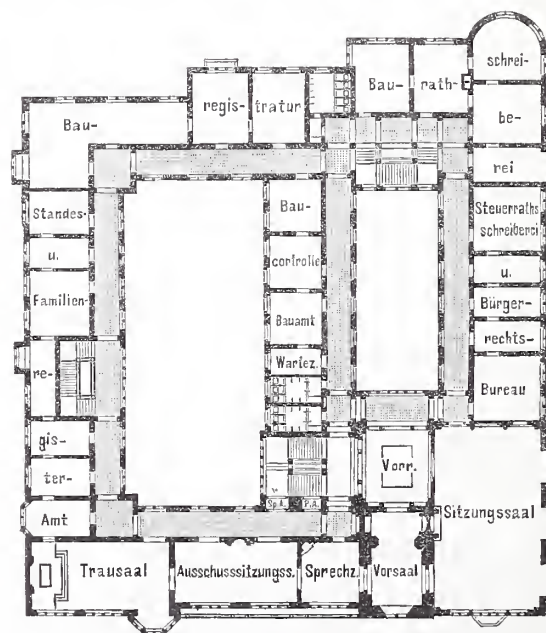 schrei-
Bau-
rath-
regis-
tratur
Bau-
be-
rei
Standes-
Bau-
Steuerraths
schreiberei
u.
controlle
u.
Familien-
Bürger-
Bauamt
rechts-
Wartez.
re-
Bureau
gis-
Vorr.
ter-
Sp.A.
P.A.
Sitzungssaal
Amt
Trausaal
Ausschusssitzungss.
Sprechz.
Vorsaal